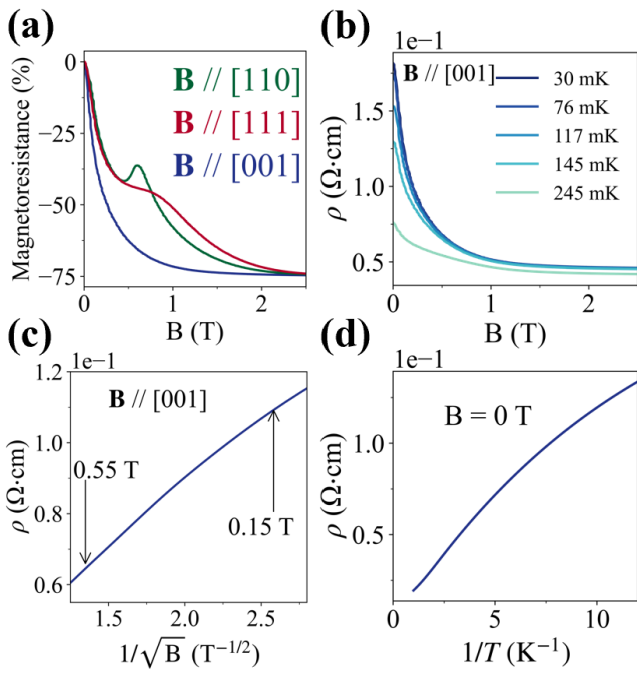 (a)
Magnetoresistance (%)
0
−25
−50
−75
B // [110]
B // [111]
B // [001]
0
1
2
B (T)
(b)
1e−1
ρ (Ω·cm)
1.5
1.0
0.5
B // [001]
30 mK
76 mK
117 mK
145 mK
245 mK
0
1
2
B (T)
(c)
1e−1
ρ (Ω·cm)
1.2
1.0
0.8
0.6
B // [001]
0.55 T
0.15 T
1.5
2.0
2.5
1/√B (T⁻¹ᐟ²)
(d)
1e−1
ρ (Ω·cm)
1.0
0.5
B = 0 T
0
5
10
1/T (K⁻¹)